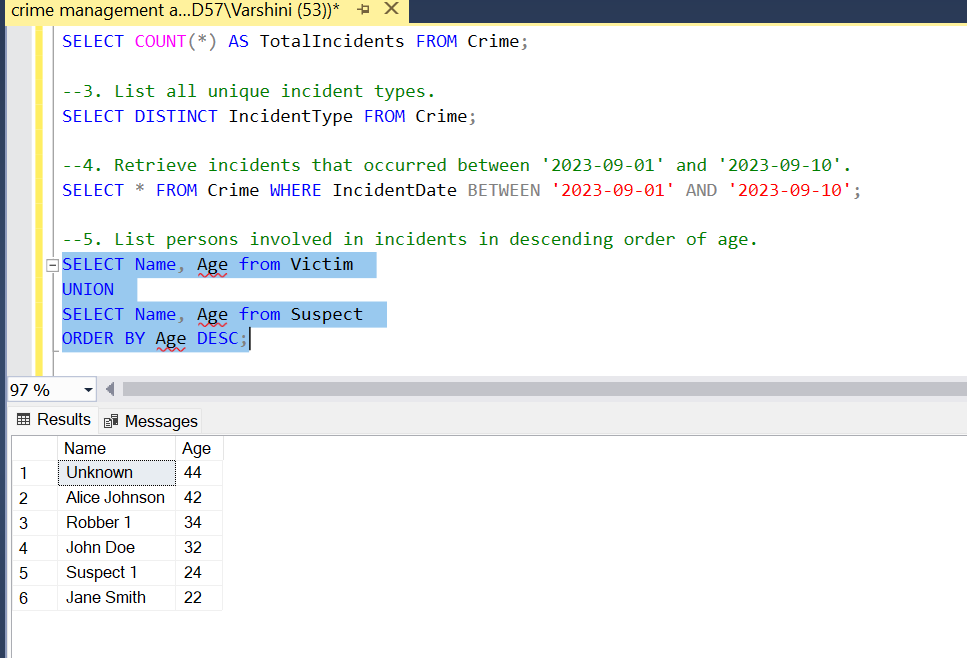 crime management a...D57\Varshini (53))*
SELECT COUNT(*) AS TotalIncidents FROM Crime;
--3. List all unique incident types.
SELECT DISTINCT IncidentType FROM Crime;
--4. Retrieve incidents that occurred between '2023-09-01' and '2023-09-10'.
SELECT * FROM Crime WHERE IncidentDate BETWEEN '2023-09-01' AND '2023-09-10';
--5. List persons involved in incidents in descending order of age.
SELECT Name, Age from Victim
UNION
SELECT Name, Age from Suspect
ORDER BY Age DESC;
97 %
Results Messages
Name Age
1 Unknown 44
2 Alice Johnson 42
3 Robber 1 34
4 John Doe 32
5 Suspect 1 24
6 Jane Smith 22